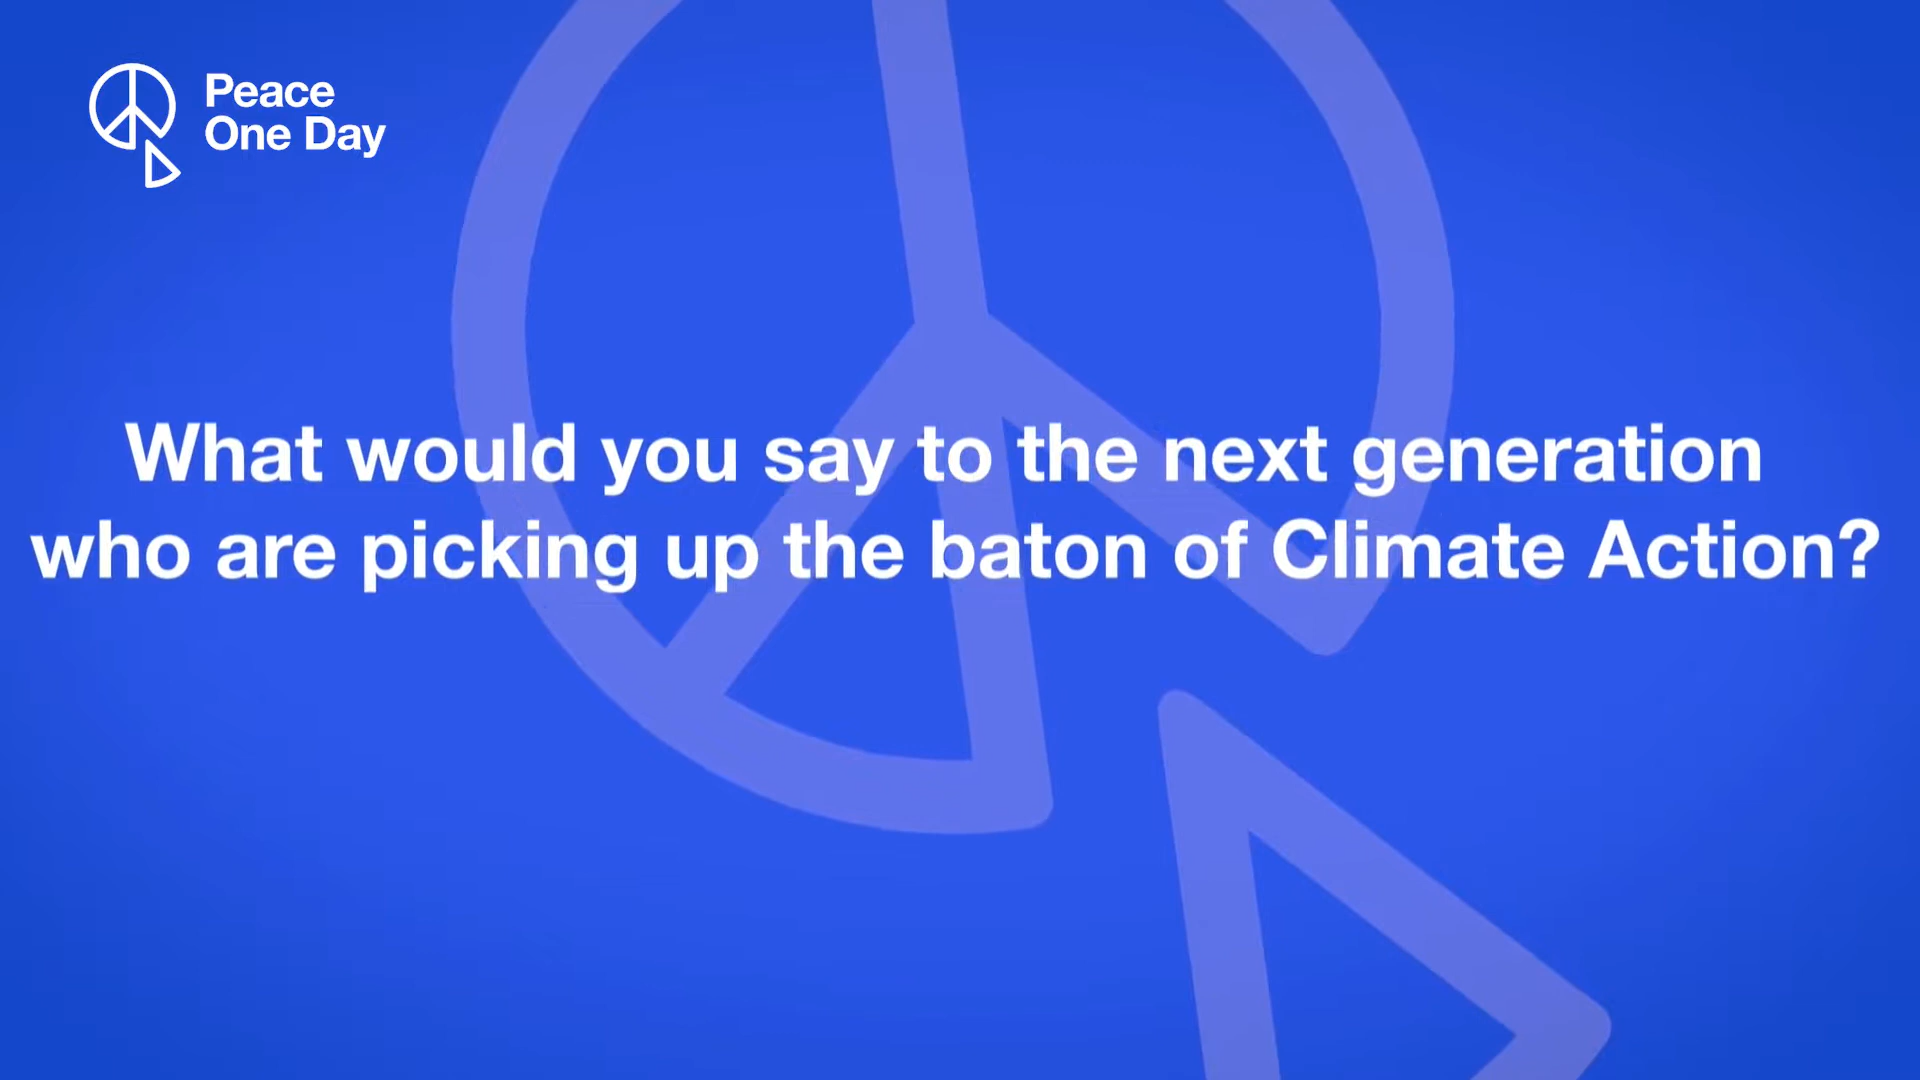 Peace
One Day
What would you say to the next generation
who are picking up the baton of Climate Action?